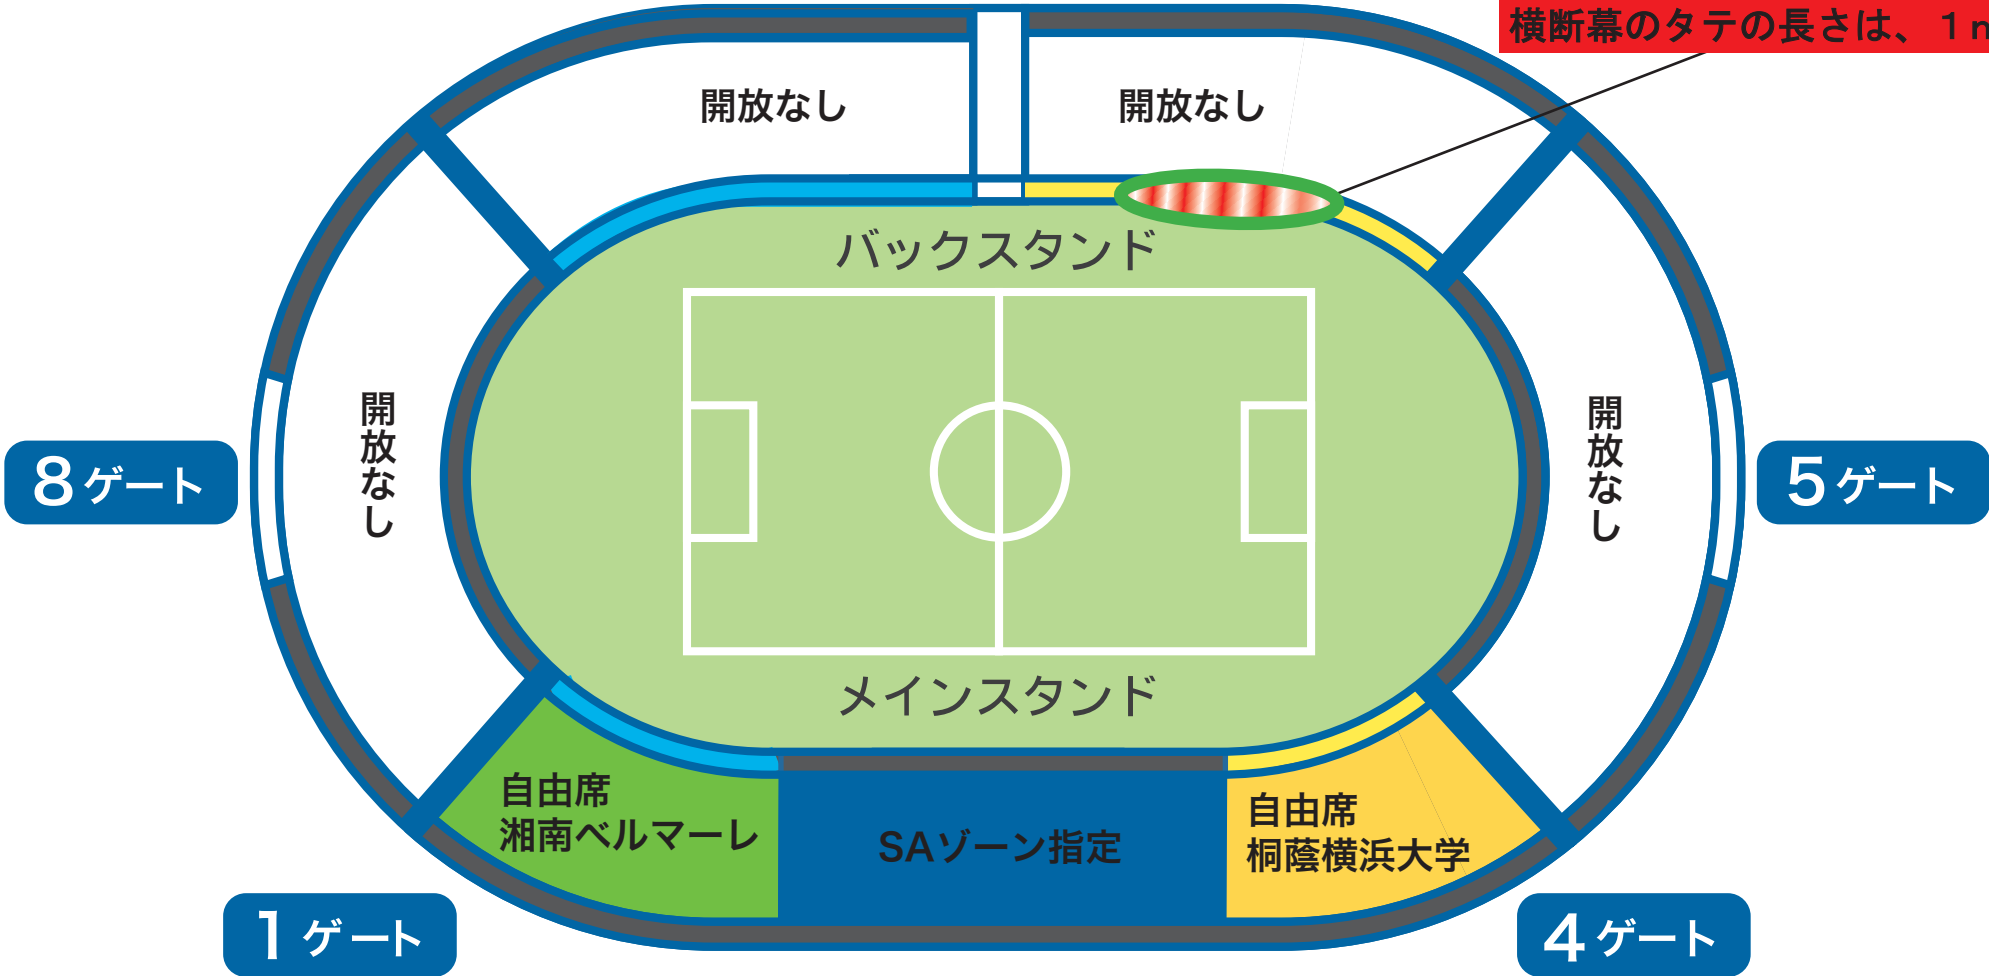 横断幕のタテの長さは、1m
開放なし
開放なし
バックスタンド
開放なし
開放なし
8ゲート
5ゲート
メインスタンド
自由席
湘南ベルマーレ
SAゾーン指定
自由席
桐蔭横浜大学
1ゲート
4ゲート